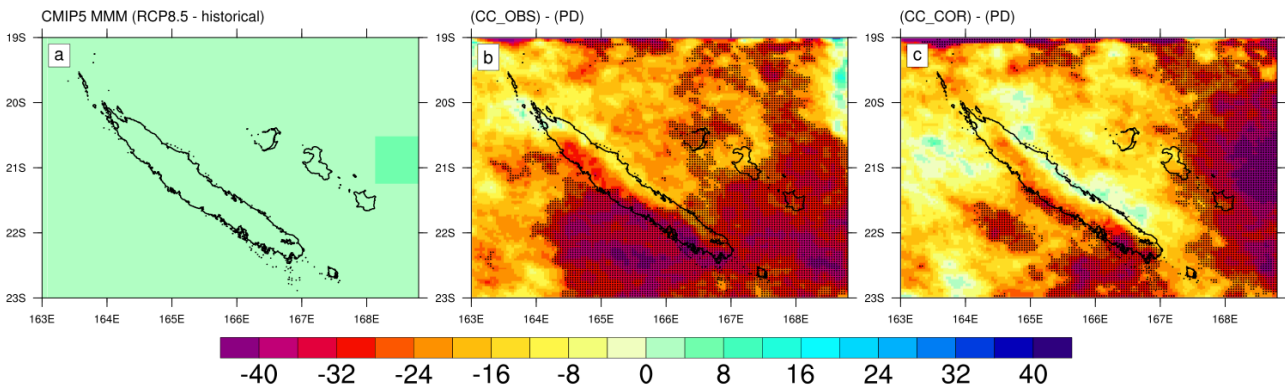 CMIP5 MMM (RCP8.5 - historical)
(CC_OBS) - (PD)
(CC_COR) - (PD)
19S
20S
21S
22S
23S
a
163E 164E 165E 166E 167E 168E
19S
20S
21S
22S
23S
b
163E 164E 165E 166E 167E 168E
19S
20S
21S
22S
23S
c
163E 164E 165E 166E 167E 168E
-40 -32 -24 -16 -8 0 8 16 24 32 40